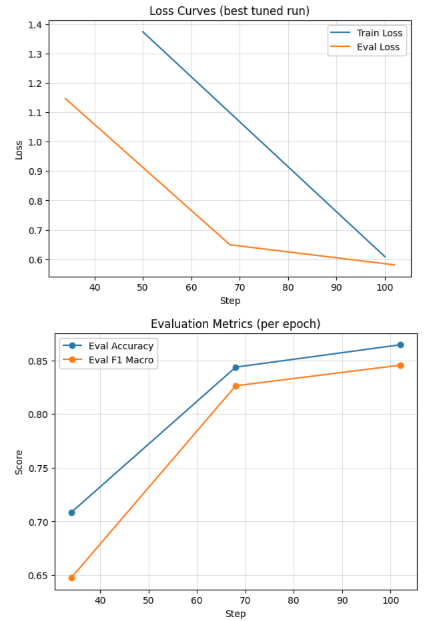 Loss Curves (best tuned run)
1.4
1.3
1.2
1.1
1.0
0.9
0.8
0.7
0.6
Loss
Train Loss
Eval Loss
40 50 60 70 80 90 100
Step
Evaluation Metrics (per epoch)
Eval Accuracy
Eval F1 Macro
0.85
0.80
0.75
0.70
0.65
Score
40 50 60 70 80 90 100
Step